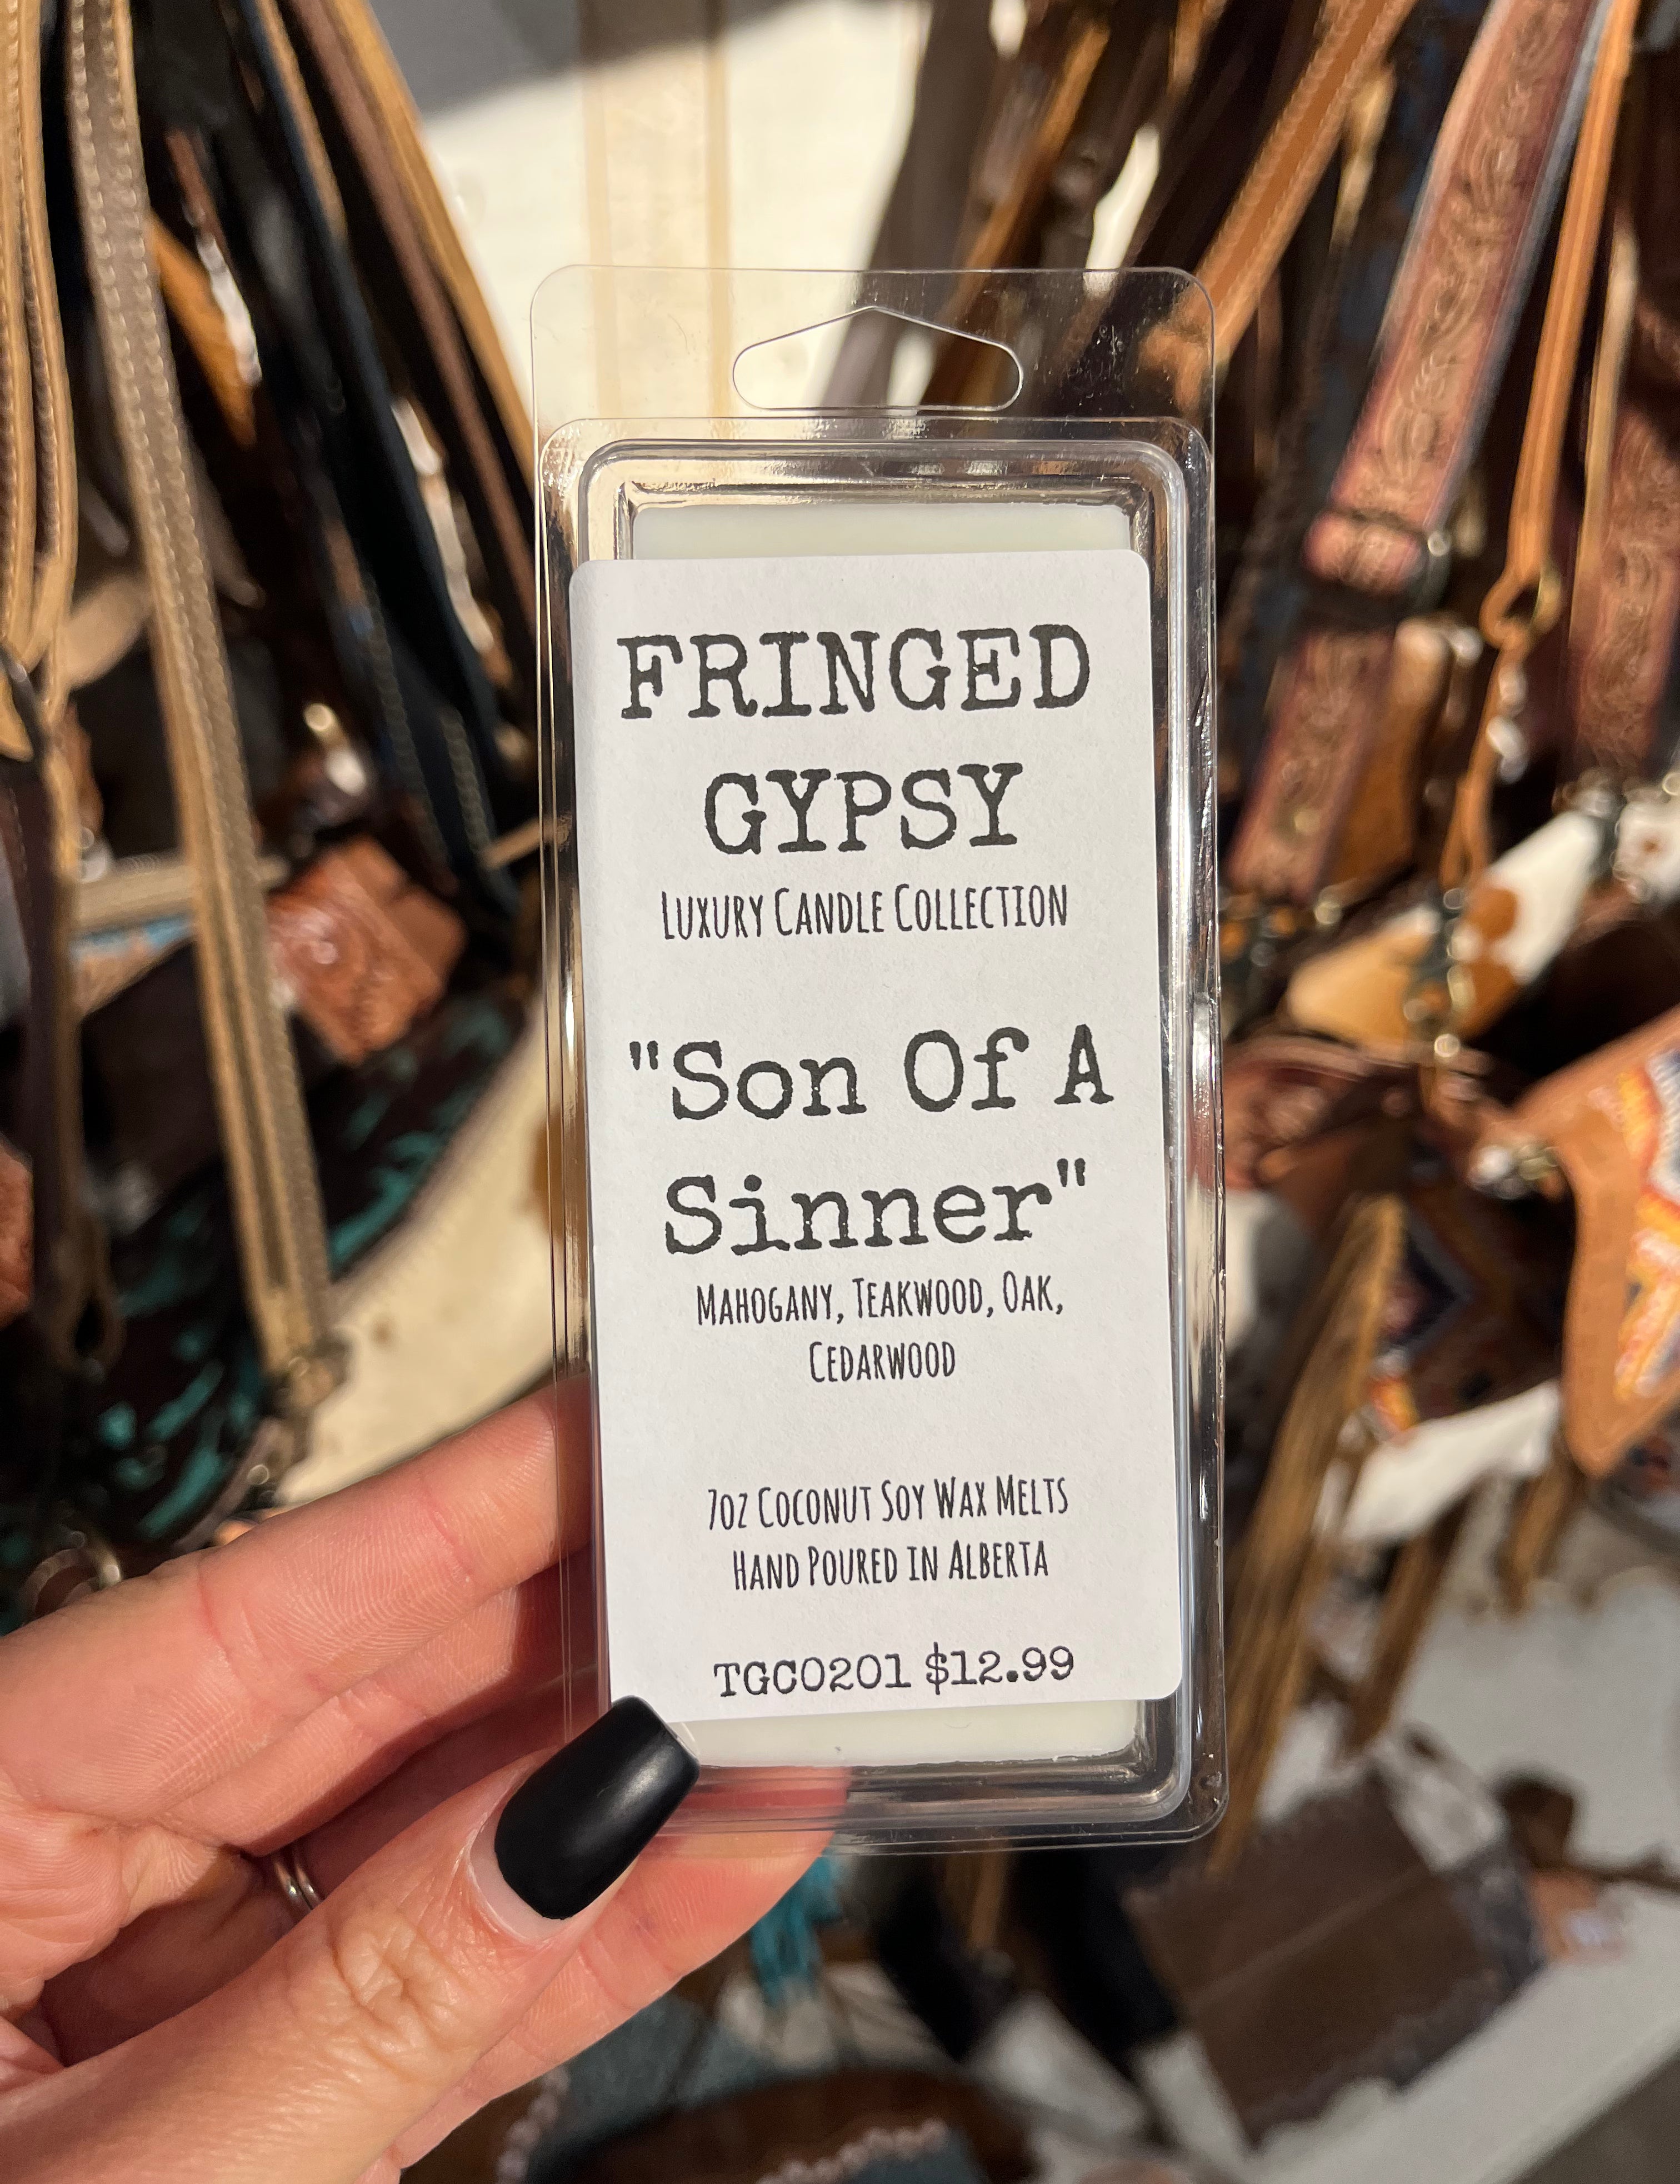 FRINGED
GYPSY
LUXURY CANDLE COLLECTION
"Son Of A
Sinner"
MAHOGANY, TEAKWOOD, OAK,
CEDARWOOD
7OZ COCONUT SOY WAX MELTS
HAND POURED IN ALBERTA
TGC0201 $12.99